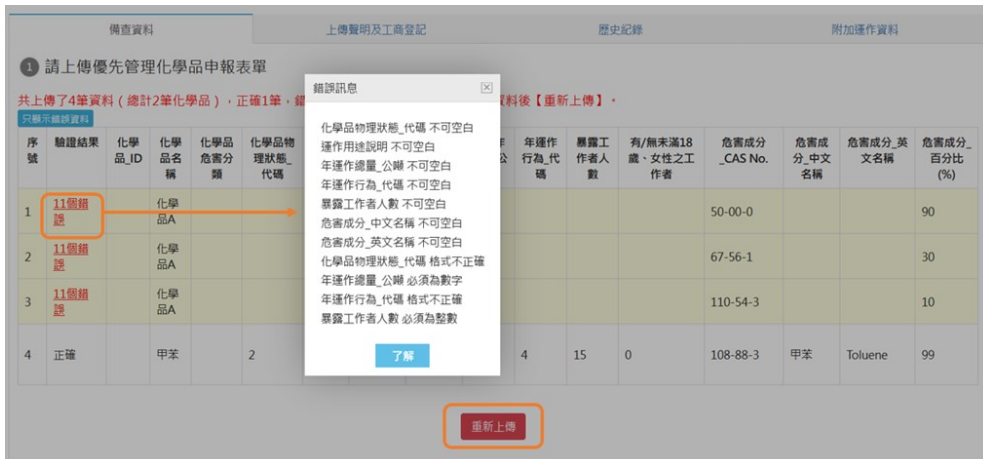 備查資料
上傳聲明及工商登記
歷史紀錄
附加運作資料
1 請上傳優先管理化學品申報表單
共上傳了4筆資料(總計2筆化學品),正確1筆,錯
資料後【重新上傳】。
只顯示錯誤資料
序號 驗證結果 化學品_ID 化學品名稱 化學品危害分類 化學品物理狀態_代碼 年運作行為_代碼 暴露工作者人數 有/無未滿18歲、女性之工作者 危害成分_CAS No. 危害成分_中文名稱 危害成分_英文名稱 危害成分_百分比(%)
1 11個錯誤 化學品A 50-00-0 90
2 11個錯誤 化學品A 67-56-1 30
3 11個錯誤 化學品A 110-54-3 10
4 正確 甲苯 2 4 15 0 108-88-3 甲苯 Toluene 99
錯誤訊息
化學品物理狀態_代碼 不可空白
運作用途說明 不可空白
年運作總量_公噸 不可空白
年運作行為_代碼 不可空白
暴露工作者人數 不可空白
危害成分_中文名稱 不可空白
危害成分_英文名稱 不可空白
化學品物理狀態_代碼 格式不正確
年運作總量_公噸 必須為數字
年運作行為_代碼 格式不正確
暴露工作者人數 必須為整數
了解
重新上傳